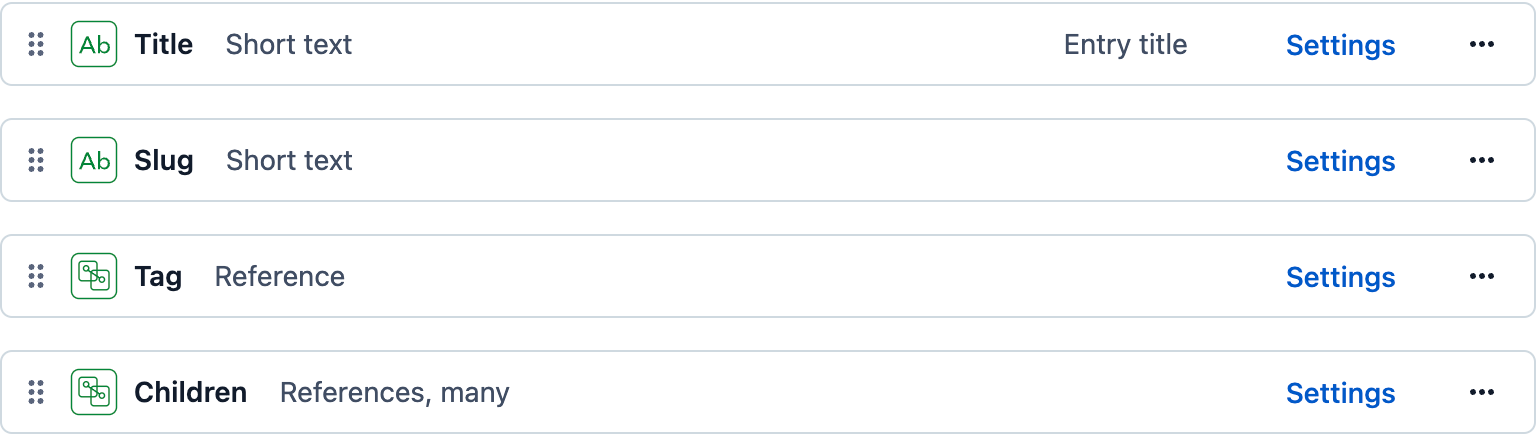 Ab Title Short text Entry title Settings
Ab Slug Short text Settings
Tag Reference Settings
Children References, many Settings